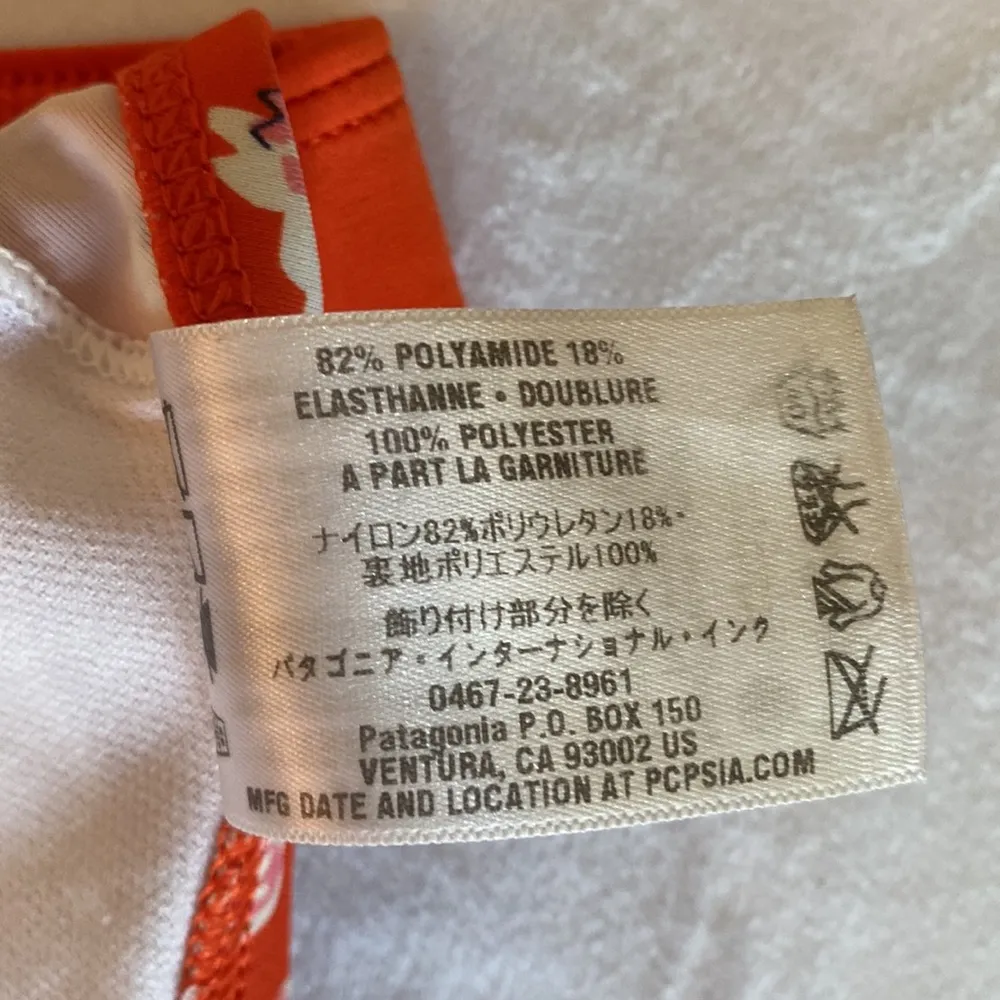 82% POLYAMIDE 18%
ELASTHANNE • DOUBLURE
100% POLYESTER
A PART LA GARNITURE
ナイロン82%ポリウレタン18%・
裏地ポリエステル100%
飾り付け部分を除く
パタゴニア・インターナショナル・インク
0467-23-8961
Patagonia P.O. BOX 150
VENTURA, CA 93002 US
MFG DATE AND LOCATION AT PCPSIA.COM